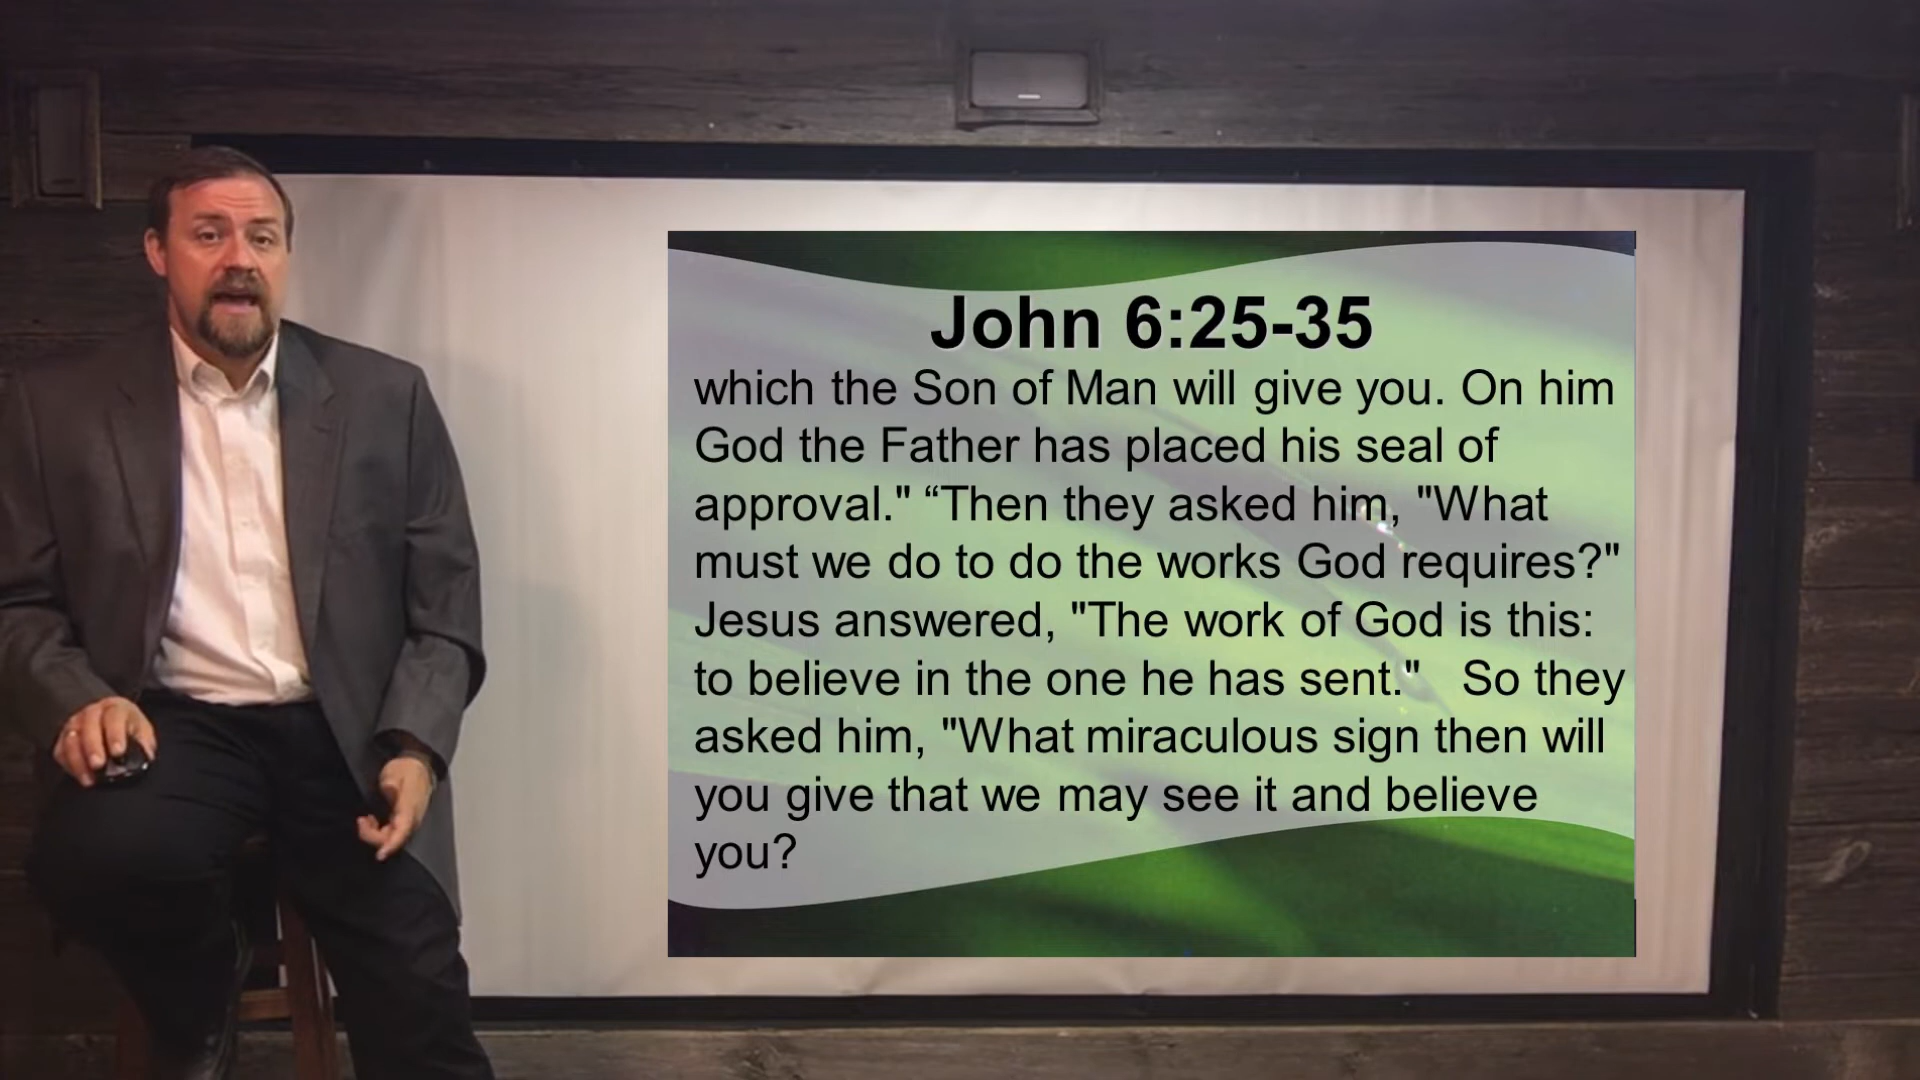 John 6:25-35
which the Son of Man will give you. On him
God the Father has placed his seal of
approval." “Then they asked him, "What
must we do to do the works God requires?"
Jesus answered, "The work of God is this:
to believe in the one he has sent."   So they
asked him, "What miraculous sign then will
you give that we may see it and believe
you?